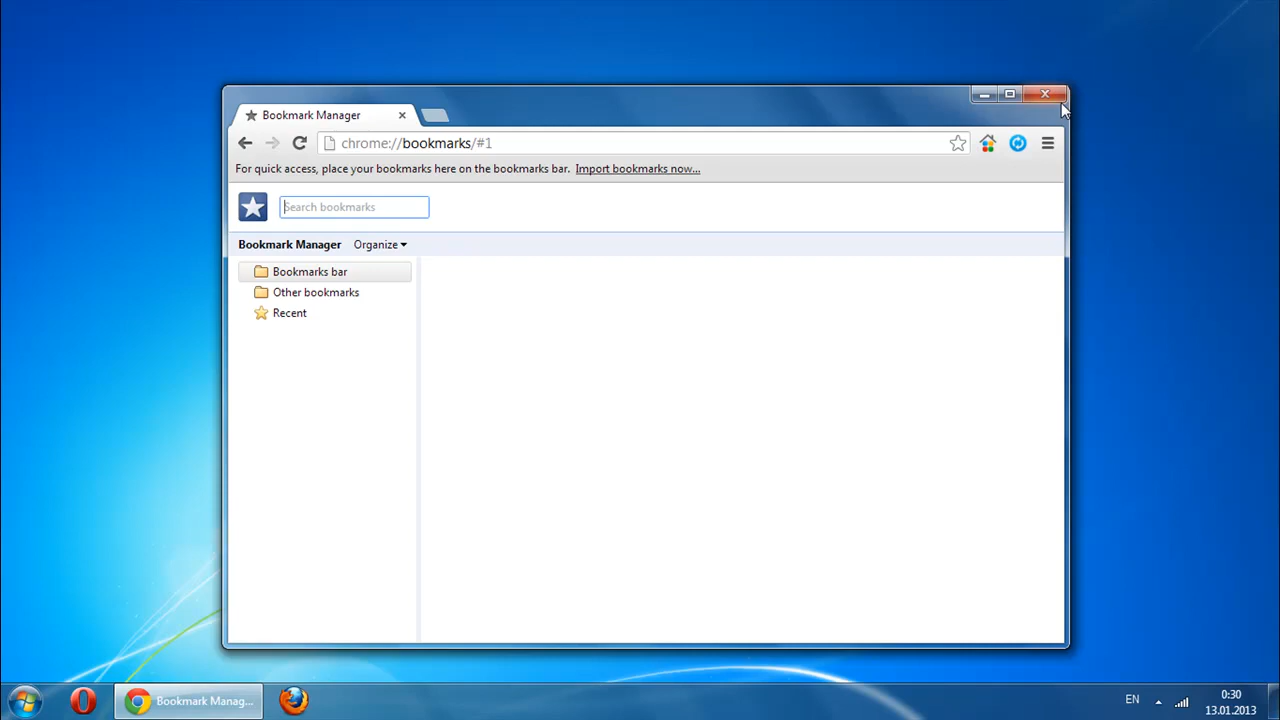 Bookmark Manager
chrome://bookmarks/#1
For quick access, place your bookmarks here on the bookmarks bar. Import bookmarks now...
Search bookmarks
Bookmark Manager Organize
Bookmarks bar
Other bookmarks
Recent
Bookmark Manag...
EN
0:30
13.01.2013